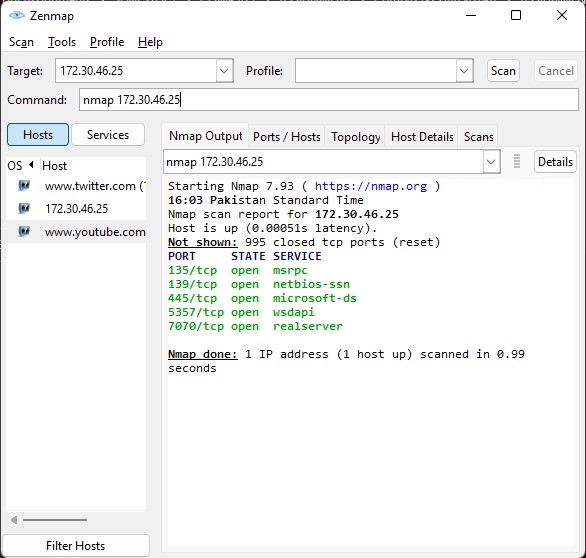 Zenmap
Scan Tools Profile Help
Target: 172.30.46.25 Profile: Scan Cancel
Command: nmap 172.30.46.25
Hosts Services
Nmap Output Ports / Hosts Topology Host Details Scans
OS Host
www.twitter.com (
172.30.46.25
www.youtube.com
nmap 172.30.46.25 Details
Starting Nmap 7.93 ( https://nmap.org )
16:03 Pakistan Standard Time
Nmap scan report for 172.30.46.25
Host is up (0.00051s latency).
Not shown: 995 closed tcp ports (reset)
PORT STATE SERVICE
135/tcp open msrpc
139/tcp open netbios-ssn
445/tcp open microsoft-ds
5357/tcp open wsdapi
7070/tcp open realserver
Nmap done: 1 IP address (1 host up) scanned in 0.99
seconds
Filter Hosts